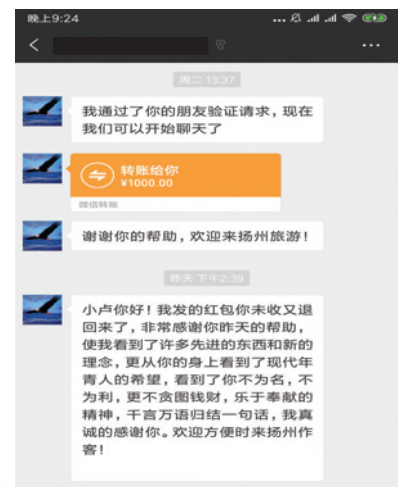 晚上9:24
周二 13:37
我通过了你的朋友验证请求，现在
我们可以开始聊天了
转账给你
¥1000.00
微信转账
谢谢你的帮助，欢迎来扬州旅游！
昨天 下午2:39
小卢你好！我发的红包你未收又退
回来了，非常感谢你昨天的帮助，
使我看到了许多先进的东西和新的
理念，更从你的身上看到了现代年
青人的希望，看到了你不为名，不
为利，更不贪图钱财，乐于奉献的
精神，千言万语归结一句话，我真
诚的感谢你。欢迎方便时来扬州作
客！